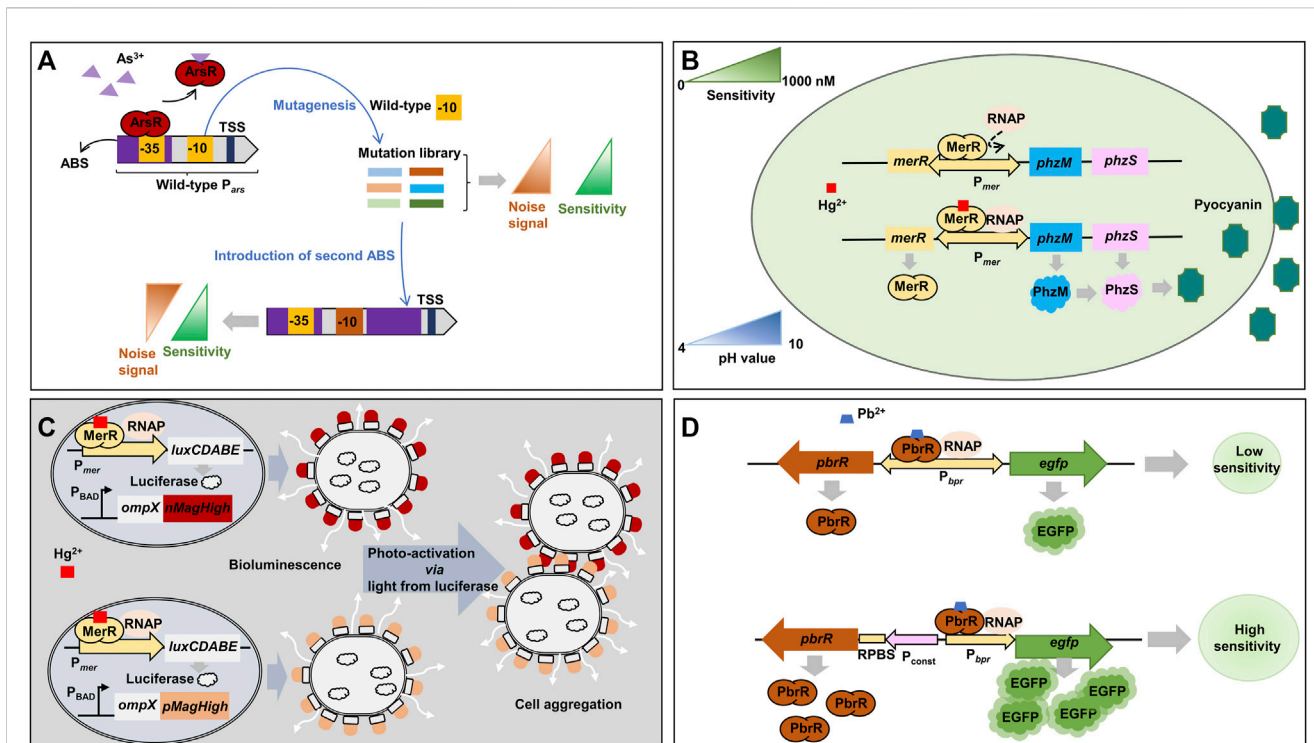 A
As3+
ArsR
ArsR
ABS
-35
-10
TSS
Wild-type Pars
Mutagenesis
Wild-type -10
Mutation library
Noise
signal
Sensitivity
Introduction of second ABS
TSS
-35
-10
Noise
signal
Sensitivity
B
0
1000 nM
Sensitivity
RNAP
MerR
merR
phzM
phzS
Pmer
Hg2+
MerR
RNAP
merR
phzM
phzS
Pmer
Pyocyanin
MerR
PhzM
PhzS
4
10
pH value
C
MerR
RNAP
luxCDABE
Pmer
Luciferase
PBAD
ompX
nMagHigh
Hg2+
Bioluminescence
Photo-activation
via
light from luciferase
MerR
RNAP
luxCDABE
Pmer
Luciferase
PBAD
ompX
pMagHigh
Cell aggregation
D
Pb2+
PbrR
RNAP
pbrR
egfp
Pbpr
PbrR
EGFP
Low
sensitivity
PbrR
RNAP
pbrR
egfp
RPBS
Pconst
Pbpr
PbrR
PbrR
PbrR
EGFP
EGFP
EGFP
EGFP
High
sensitivity